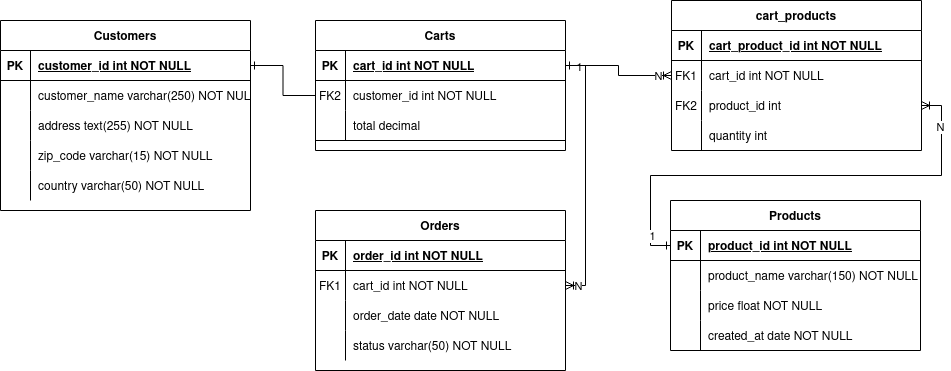 Customers
PK customer_id int NOT NULL
customer_name varchar(250) NOT NUL
address text(255) NOT NULL
zip_code varchar(15) NOT NULL
country varchar(50) NOT NULL
Carts
PK cart_id int NOT NULL
FK2 customer_id int NOT NULL
total decimal
1
N
cart_products
PK cart_product_id int NOT NULL
FK1 cart_id int NOT NULL
FK2 product_id int
quantity int
N
1
Orders
PK order_id int NOT NULL
FK1 cart_id int NOT NULL
order_date date NOT NULL
status varchar(50) NOT NULL
N
Products
PK product_id int NOT NULL
product_name varchar(150) NOT NULL
price float NOT NULL
created_at date NOT NULL